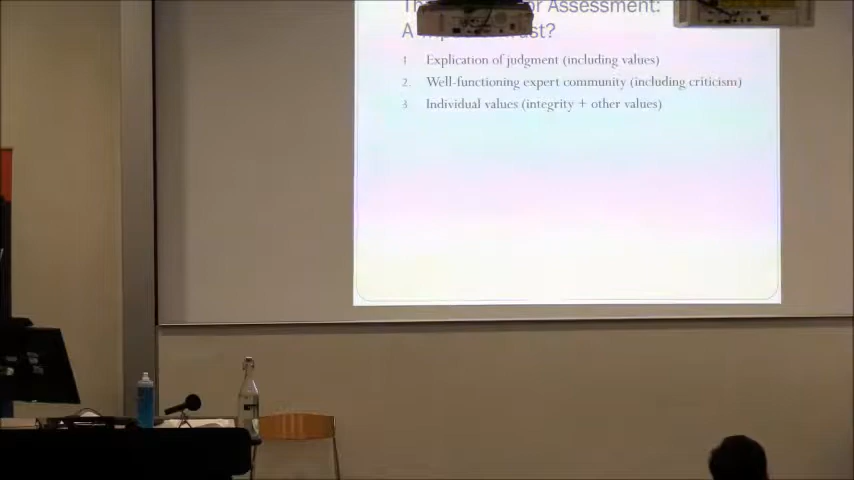 or Assessment:
A st?
1 Explication of judgment (including values)
2. Well-functioning expert community (including criticism)
3 Individual values (integrity + other values)